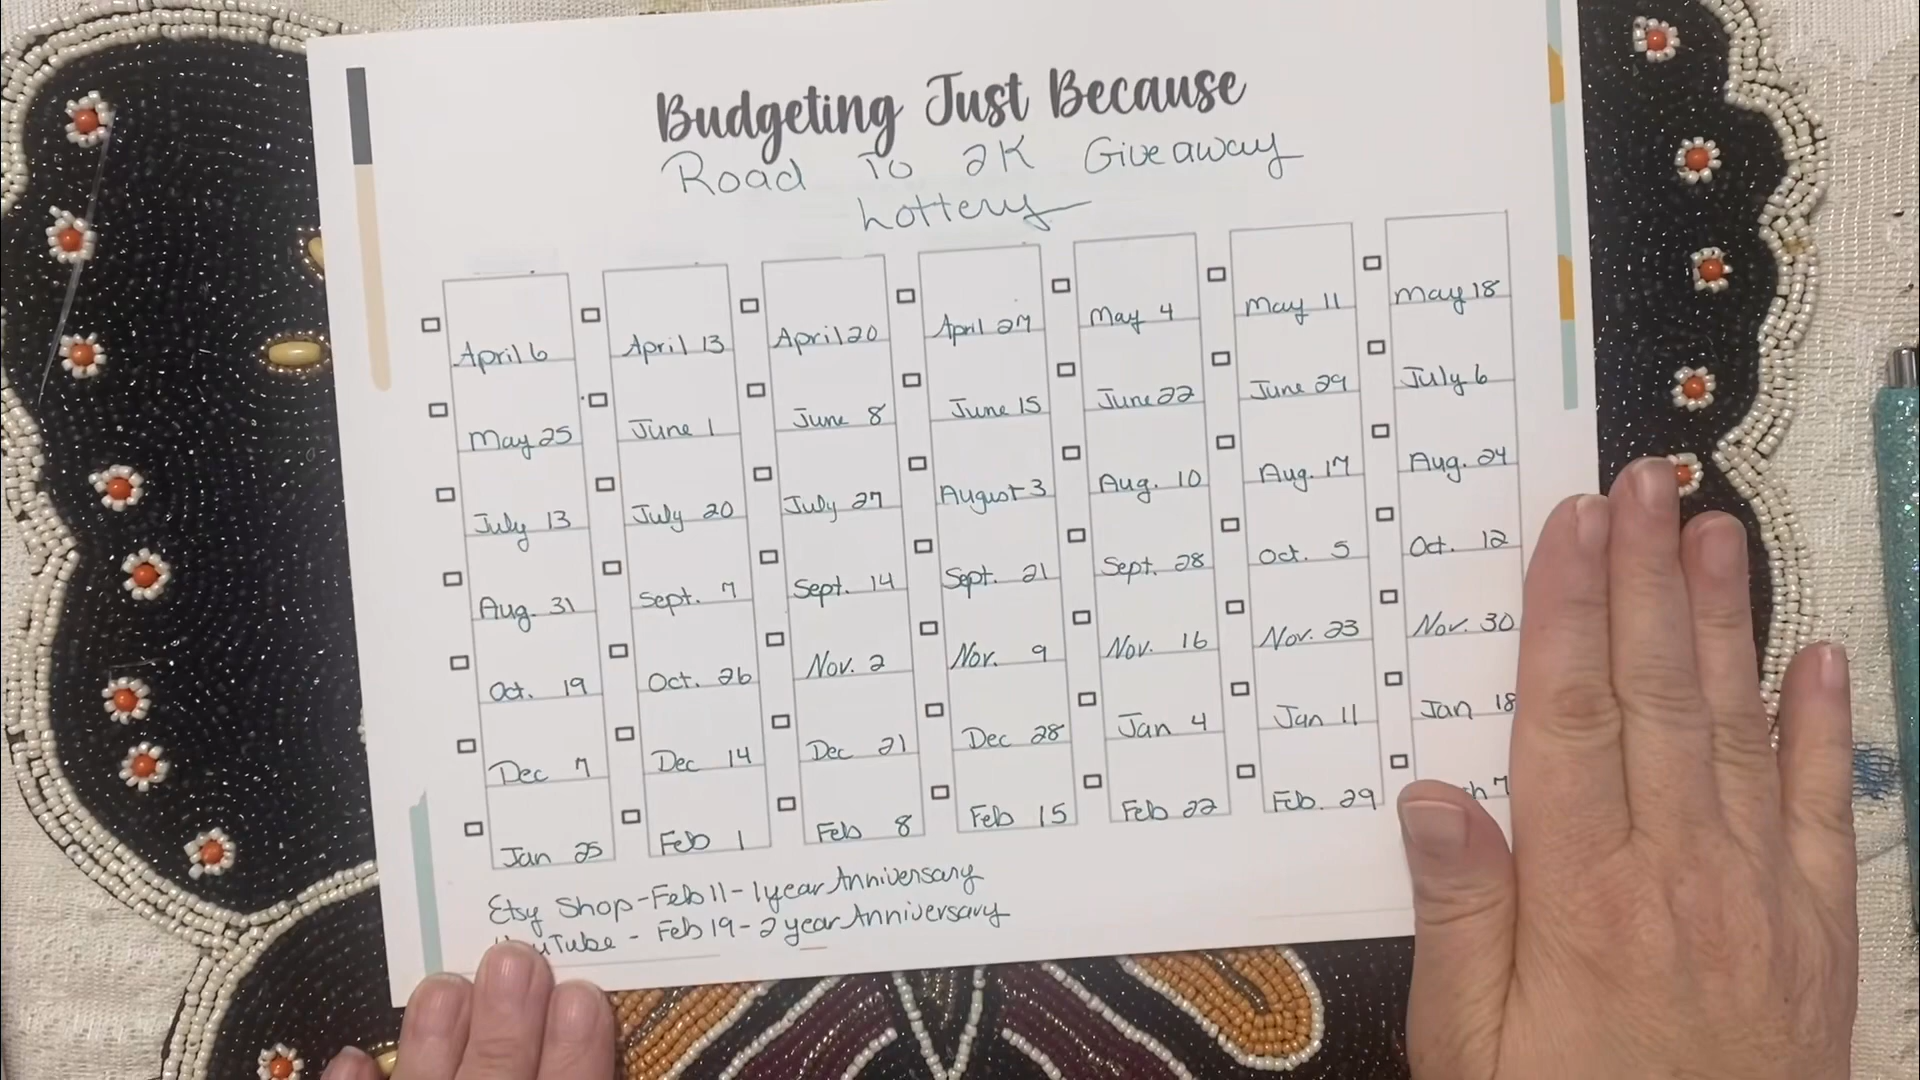 Budgeting Just Because
Road To 2K Giveaway
Lottery
April 6 April 13 April 20 April 27 May 4 May 11 May 18
May 25 June 1 June 8 June 15 June 22 June 29 July 6
July 13 July 20 July 27 August 3 Aug. 10 Aug. 17 Aug. 24
Aug. 31 Sept. 7 Sept. 14 Sept. 21 Sept. 28 Oct. 5 Oct. 12
Oct. 19 Oct. 26 Nov. 2 Nov. 9 Nov. 16 Nov. 23 Nov. 30
Dec 7 Dec 14 Dec 21 Dec 28 Jan 4 Jan 11 Jan 18
Jan 25 Feb 1 Feb 8 Feb 15 Feb 22 Feb. 29 7
Etsy Shop - Feb 11 - 1 year Anniversary
uTube - Feb 19 - 2 year Anniversary